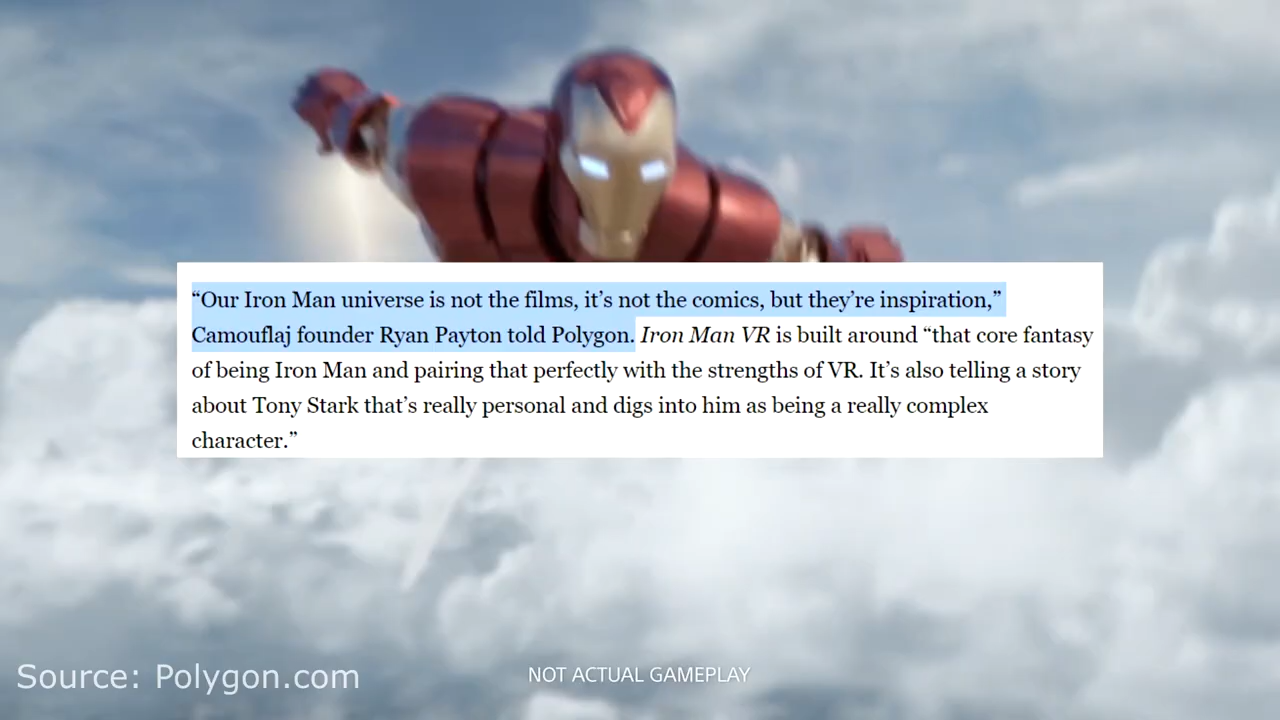 “Our Iron Man universe is not the films, it’s not the comics, but they’re inspiration,”
Camouflaj founder Ryan Payton told Polygon. Iron Man VR is built around “that core fantasy
of being Iron Man and pairing that perfectly with the strengths of VR. It’s also telling a story
about Tony Stark that’s really personal and digs into him as being a really complex
character.”
Source: Polygon.com
NOT ACTUAL GAMEPLAY